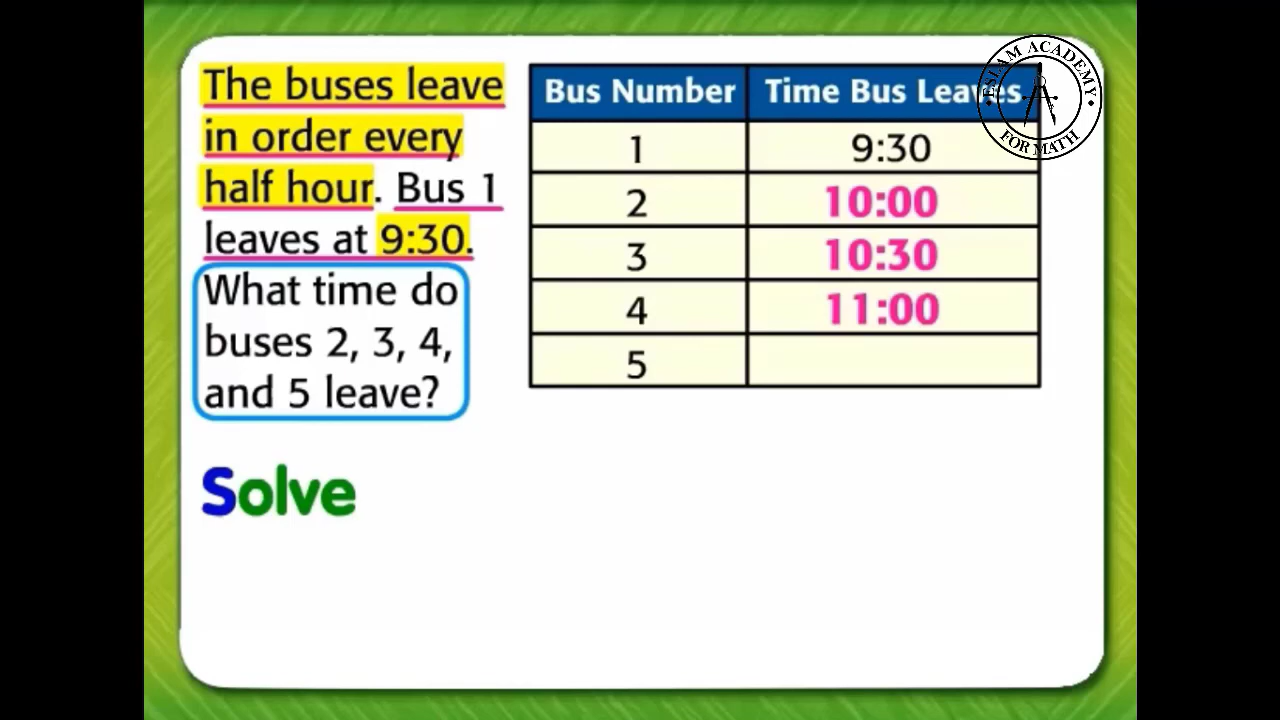 The buses leave
in order every
half hour. Bus 1
leaves at 9:30.
What time do
buses 2, 3, 4,
and 5 leave?
Solve
Bus Number Time Bus Leaves
1 9:30
2 10:00
3 10:30
4 11:00
5
ACADEMY
FOR MATH